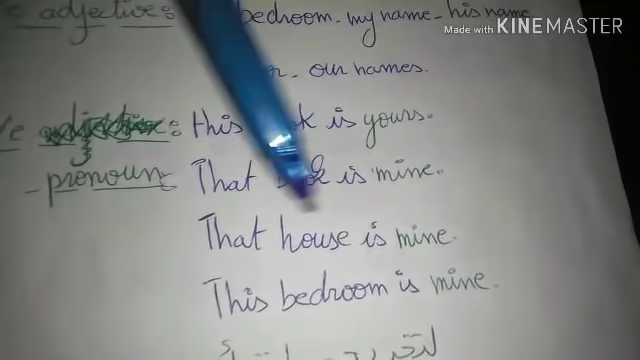 adjective: bedroom - my name - his name
Made with KINEMASTER
- our names.
adjective: this is yours.
- pronoun: That is mine.
That house is mine.
This bedroom is mine.